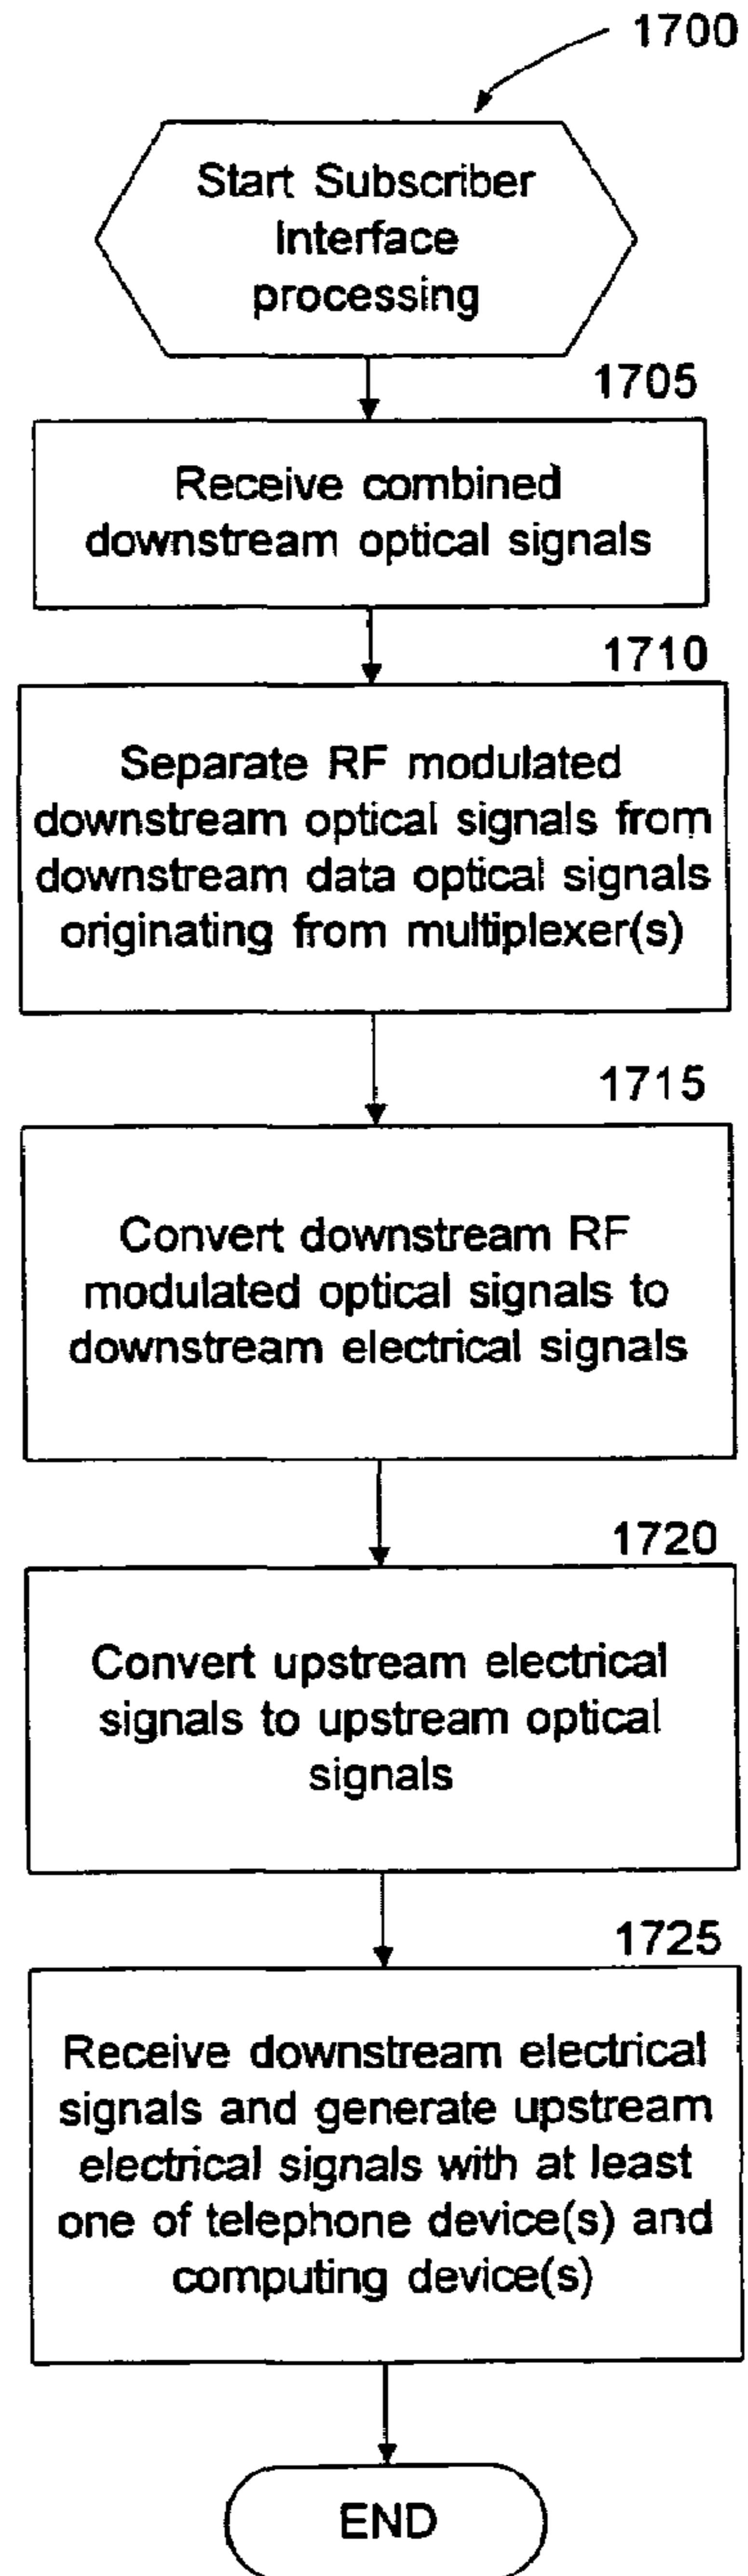 1700
Start Subscriber
Interface
processing
1705
Receive combined
downstream optical signals
1710
Separate RF modulated
downstream optical signals from
downstream data optical signals
originating from multiplexer(s)
1715
Convert downstream RF
modulated optical signals to
downstream electrical signals
1720
Convert upstream electrical
signals to upstream optical
signals
1725
Receive downstream electrical
signals and generate upstream
electrical signals with at least
one of telephone device(s) and
computing device(s)
END